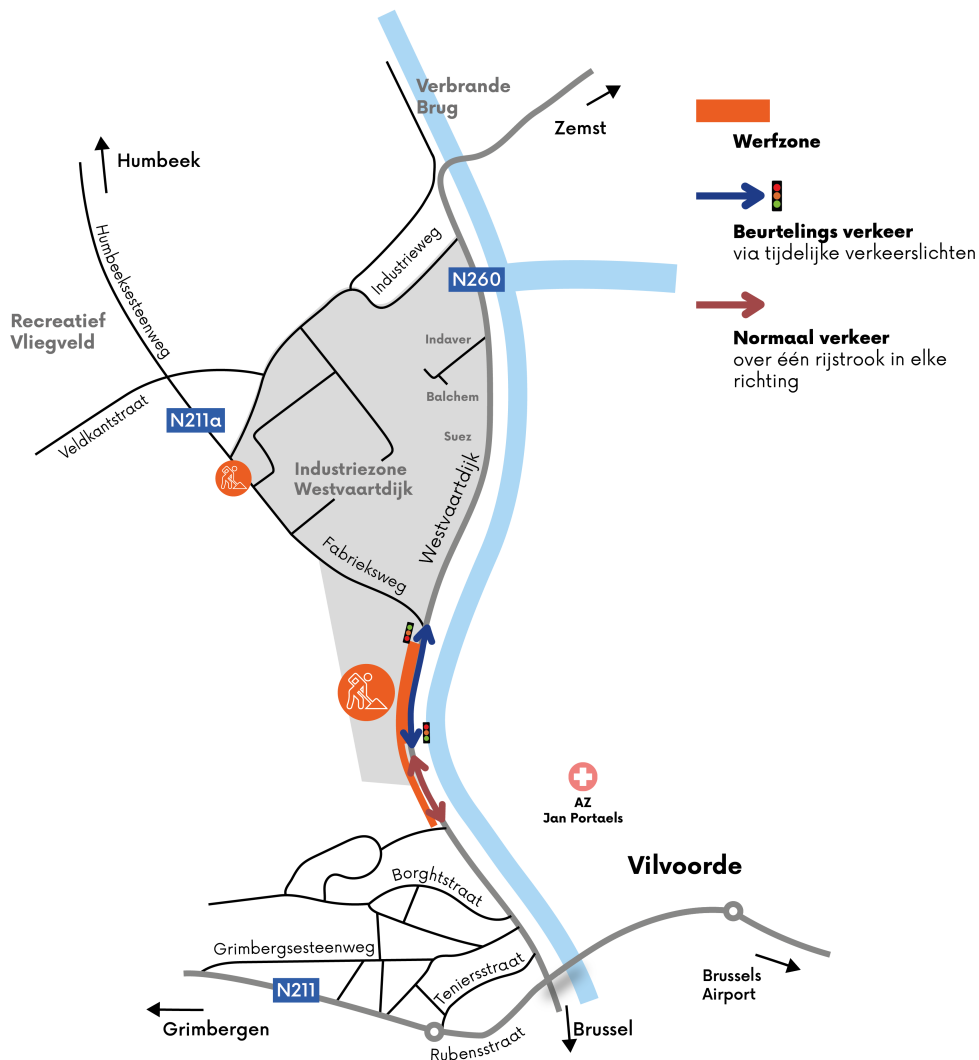 Verbrande
Brug
Zemst
Humbeek
Werfzone
Beurtelings verkeer
via tijdelijke verkeerslichten
Normaal verkeer
over één rijstrook in elke
richting
Humbeeksesteenweg
Industrieweg
N260
Recreatief
Vliegveld
Indaver
Balchem
Veldkantstraat
N211a
Suez
Industriezone
Westvaartdijk
Westvaartdijk
Fabrieksweg
AZ
Jan Portaels
Vilvoorde
Borghtstraat
Grimbergsesteenweg
Teniersstraat
N211
Brussels
Airport
Grimbergen
Brussel
Rubensstraat